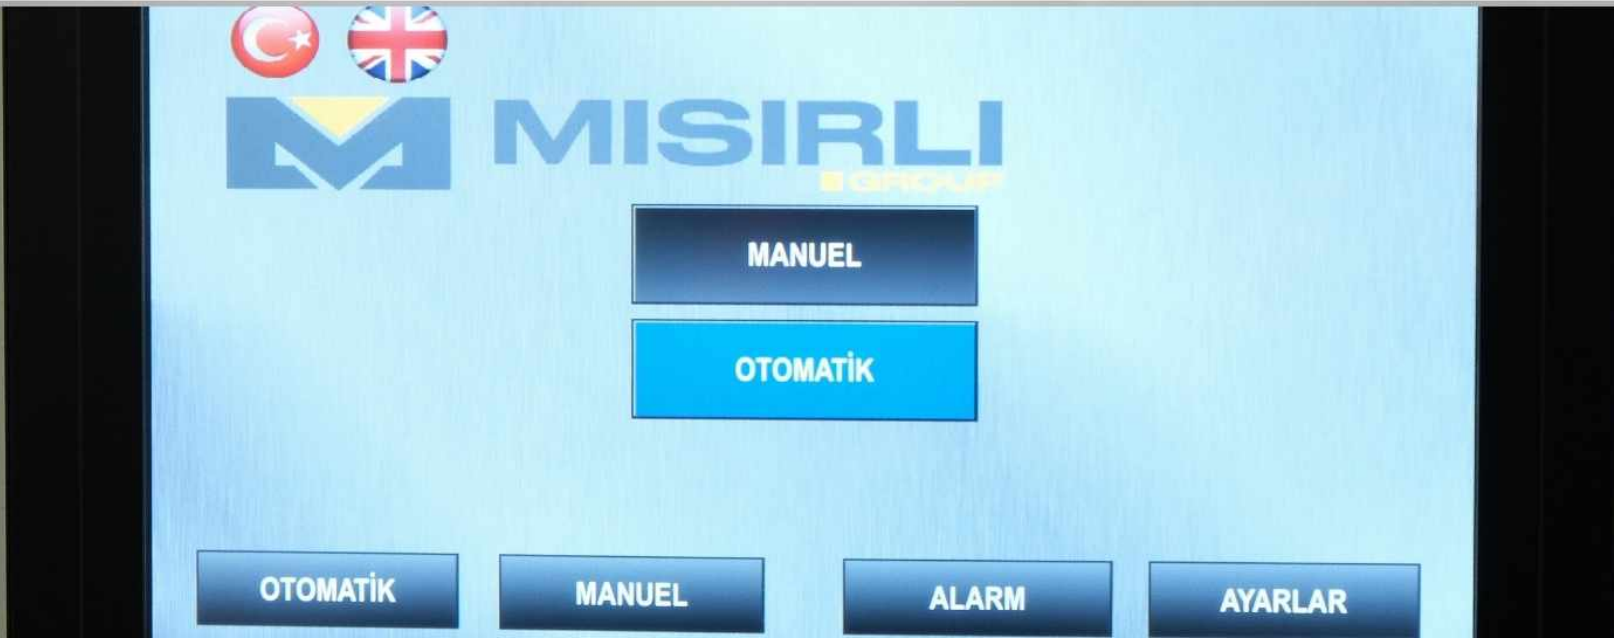 MISIRLI
GROUP
MANUEL
OTOMATİK
OTOMATİK MANUEL ALARM AYARLAR